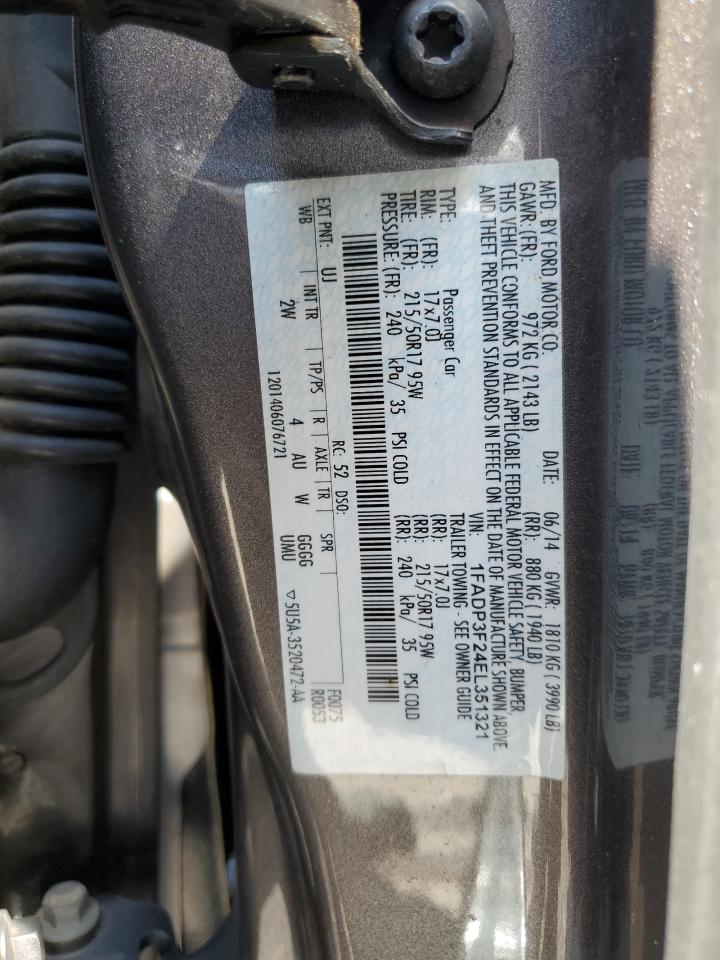 MFD. BY FORD MOTOR CO. DATE: 06/14 GVWR: 1810 KG ( 3990 LB)
GAWR: (FR): 972 KG ( 2143 LB) (RR): 880 KG ( 1940 LB)
THIS VEHICLE CONFORMS TO ALL APPLICABLE FEDERAL MOTOR VEHICLE SAFETY, BUMPER,
AND THEFT PREVENTION STANDARDS IN EFFECT ON THE DATE OF MANUFACTURE SHOWN ABOVE.
VIN: 1FADP3F24EL351321
TYPE: Passenger Car TRAILER TOWING - SEE OWNER GUIDE
RIM: (FR): 17x7.0J (RR): 17x7.0J
TIRE: (FR): 215/50R17 95W (RR): 215/50R17 95W
PRESSURE: (FR): 240 kPa/ 35 PSI COLD (RR): 240 kPa/ 35 PSI COLD
F0075
EXT PNT: UJ RC: 52 DSO: R0053
WB INT TR TP/PS R AXLE TR SPR
2W 4 AU W GGGG
UMU
1201406076721 ▽5U5A-3520472-AA